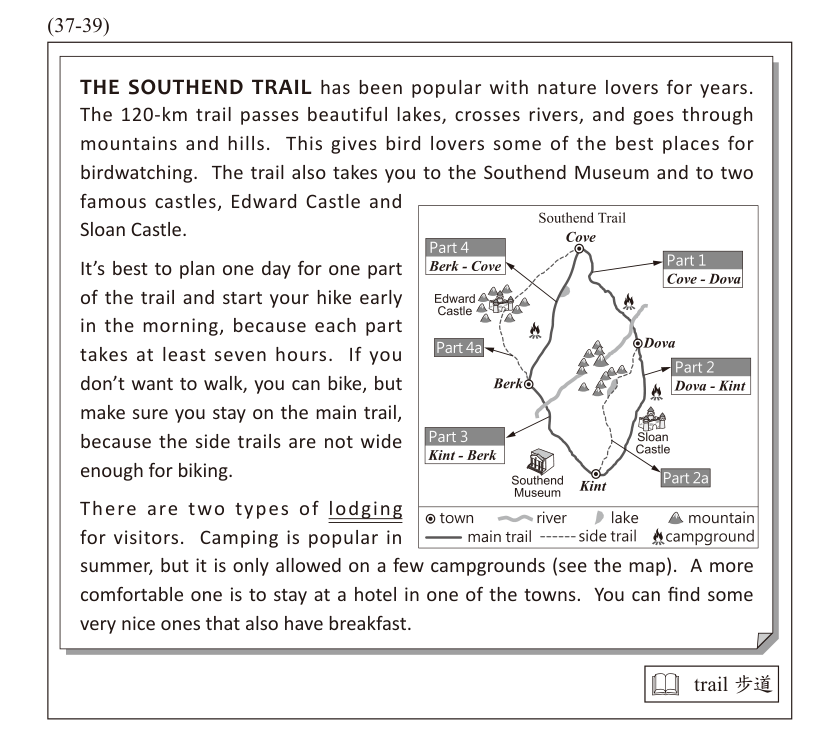 (37-39)
THE SOUTHEND TRAIL has been popular with nature lovers for years.
The 120-km trail passes beautiful lakes, crosses rivers, and goes through
mountains and hills. This gives bird lovers some of the best places for
birdwatching. The trail also takes you to the Southend Museum and to two
famous castles, Edward Castle and
Sloan Castle.
It's best to plan one day for one part
of the trail and start your hike early
in the morning, because each part
takes at least seven hours. If you
don't want to walk, you can bike, but
make sure you stay on the main trail,
because the side trails are not wide
enough for biking.
There are two types of lodging
for visitors. Camping is popular in
Southend Trail
Cove
Part 4
Berk - Cove
Part 1
Cove - Dova
Edward
Castle
Part 4a
Dova
Part 2
Dova - Kint
Berk
Part 3
Kint - Berk
Sloan
Castle
Southend
Museum
Kint
Part 2a
town
river
lake
mountain
main trail
side trail
campground
summer, but it is only allowed on a few campgrounds (see the map). A more
comfortable one is to stay at a hotel in one of the towns. You can find some
very nice ones that also have breakfast.
trail 步道